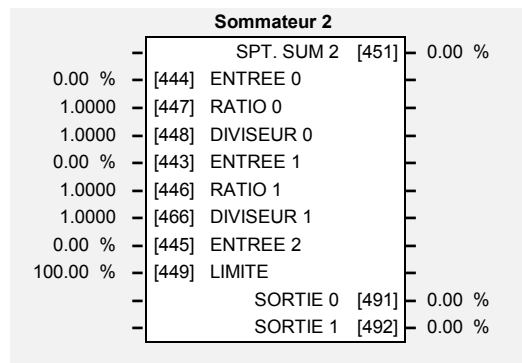 Sommateur 2
SPT. SUM 2 [451] 0.00 %
0.00 % [444] ENTREE 0
1.0000 [447] RATIO 0
1.0000 [448] DIVISEUR 0
0.00 % [443] ENTREE 1
1.0000 [446] RATIO 1
1.0000 [466] DIVISEUR 1
0.00 % [445] ENTREE 2
100.00 % [449] LIMITE
SORTIE 0 [491] 0.00 %
SORTIE 1 [492] 0.00 %